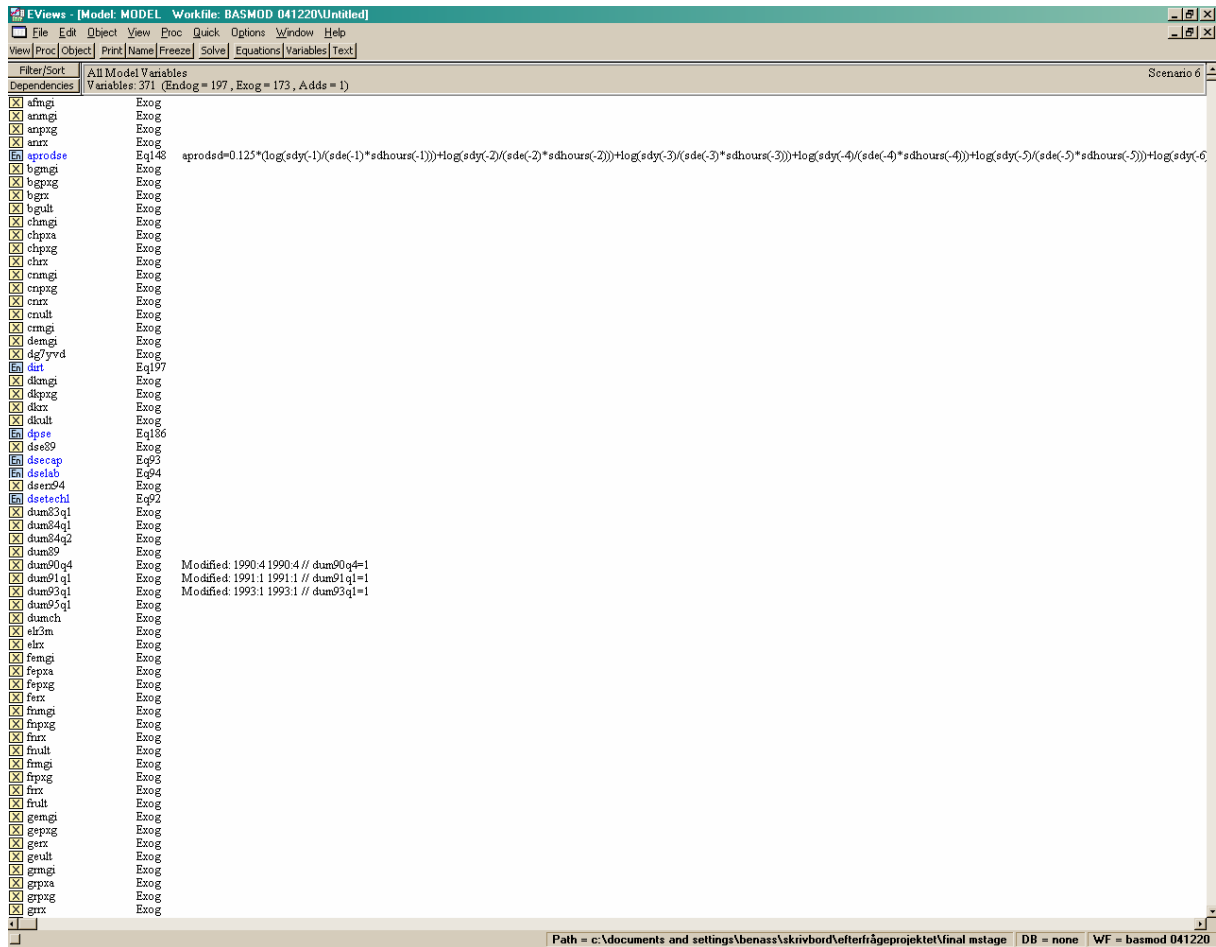 EViews - [Model: MODEL   Workfile: BASMOD 041220\Untitled]
File Edit Object View Proc Quick Options Window Help
View Proc Object Print Name Freeze Solve Equations Variables Text
Filter/Sort All Model Variables Scenario 6
Dependencies Variables: 371 (Endog = 197 , Exog = 173 , Adds = 1)
X afmgi Exog
X anmgi Exog
X anpxg Exog
X anrx Exog
En aprodse Eq148 aprodsd=0.125*(log(sdy(-1)/(sde(-1)*sdhours(-1)))+log(sdy(-2)/(sde(-2)*sdhours(-2)))+log(sdy(-3)/(sde(-3)*sdhours(-3)))+log(sdy(-4)/(sde(-4)*sdhours(-4)))+log(sdy(-5)/(sde(-5)*sdhours(-5)))+log(sdy(-6
X bgmgi Exog
X bgpxg Exog
X bgrx Exog
X bgult Exog
X chmgi Exog
X chpxa Exog
X chpxg Exog
X chrx Exog
X cnmgi Exog
X cnpxg Exog
X cnrx Exog
X cnult Exog
X crmgi Exog
X demgi Exog
X dg7yvd Exog
En dirt Eq197
X dkmgi Exog
X dkpxg Exog
X dkrx Exog
X dkult Exog
En dpse Eq186
X dse89 Exog
En dsecap Eq93
En dselab Eq94
X dserx94 Exog
En dsetechl Eq92
X dum83q1 Exog
X dum84q1 Exog
X dum84q2 Exog
X dum89 Exog
X dum90q4 Exog Modified: 1990:4 1990:4 // dum90q4=1
X dum91q1 Exog Modified: 1991:1 1991:1 // dum91q1=1
X dum93q1 Exog Modified: 1993:1 1993:1 // dum93q1=1
X dum95q1 Exog
X dumch Exog
X elr3m Exog
X elrx Exog
X femgi Exog
X fepxa Exog
X fepxg Exog
X ferx Exog
X fnmgi Exog
X fnpxg Exog
X fnrx Exog
X fnult Exog
X frmgi Exog
X frpxg Exog
X frrx Exog
X frult Exog
X gemgi Exog
X gepxg Exog
X gerx Exog
X geult Exog
X grmgi Exog
X grpxa Exog
X grpxg Exog
X grrx Exog
Path = c:\documents and settings\benass\skrivbord\efterfrågeprojektet\final mstage DB = none WF = basmod 041220